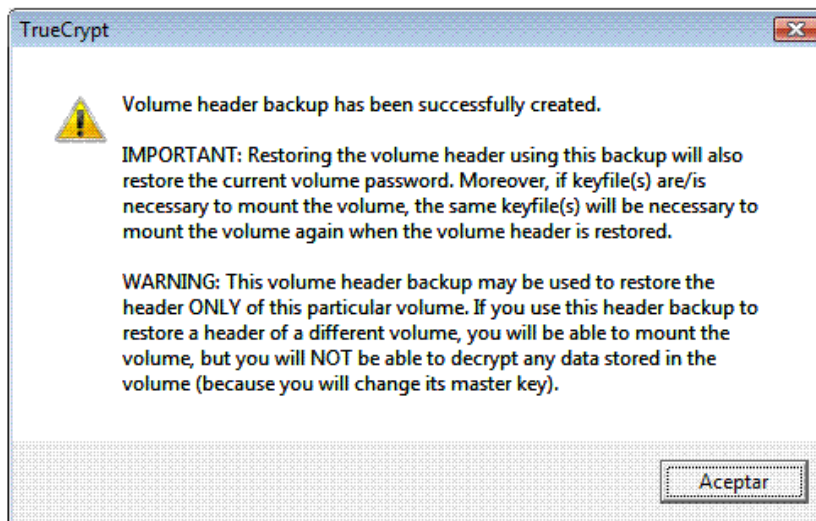 TrueCrypt
Volume header backup has been successfully created.
IMPORTANT: Restoring the volume header using this backup will also
restore the current volume password. Moreover, if keyfile(s) are/is
necessary to mount the volume, the same keyfile(s) will be necessary to
mount the volume again when the volume header is restored.
WARNING: This volume header backup may be used to restore the
header ONLY of this particular volume. If you use this header backup to
restore a header of a different volume, you will be able to mount the
volume, but you will NOT be able to decrypt any data stored in the
volume (because you will change its master key).
Aceptar